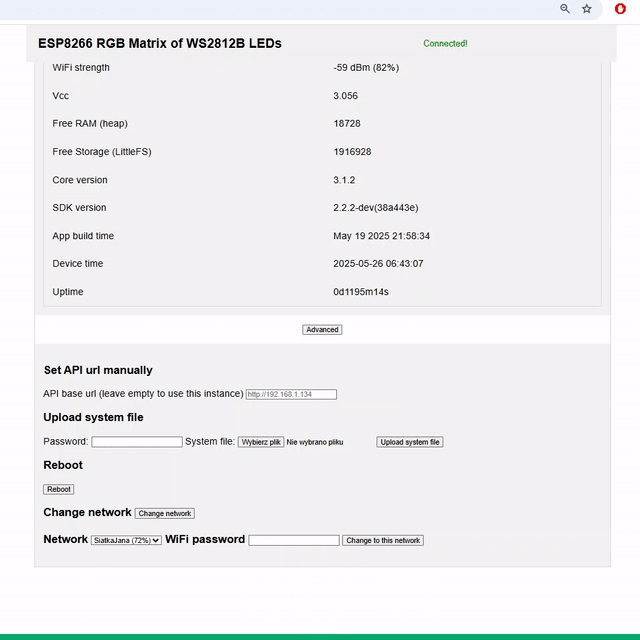 ESP8266 RGB Matrix of WS2812B LEDs Connected!
WiFi strength -59 dBm (82%)
Vcc 3.056
Free RAM (heap) 18728
Free Storage (LittleFS) 1916928
Core version 3.1.2
SDK version 2.2.2-dev(38a443e)
App build time May 19 2025 21:58:34
Device time 2025-05-26 06:43:07
Uptime 0d1195m14s
Advanced
Set API url manually
API base url (leave empty to use this instance) http://192.168.1.134
Upload system file
Password: System file: Wybierz plik Nie wybrano pliku Upload system file
Reboot
Reboot
Change network Change network
Network SiatkaJana (72%) WiFi password Change to this network